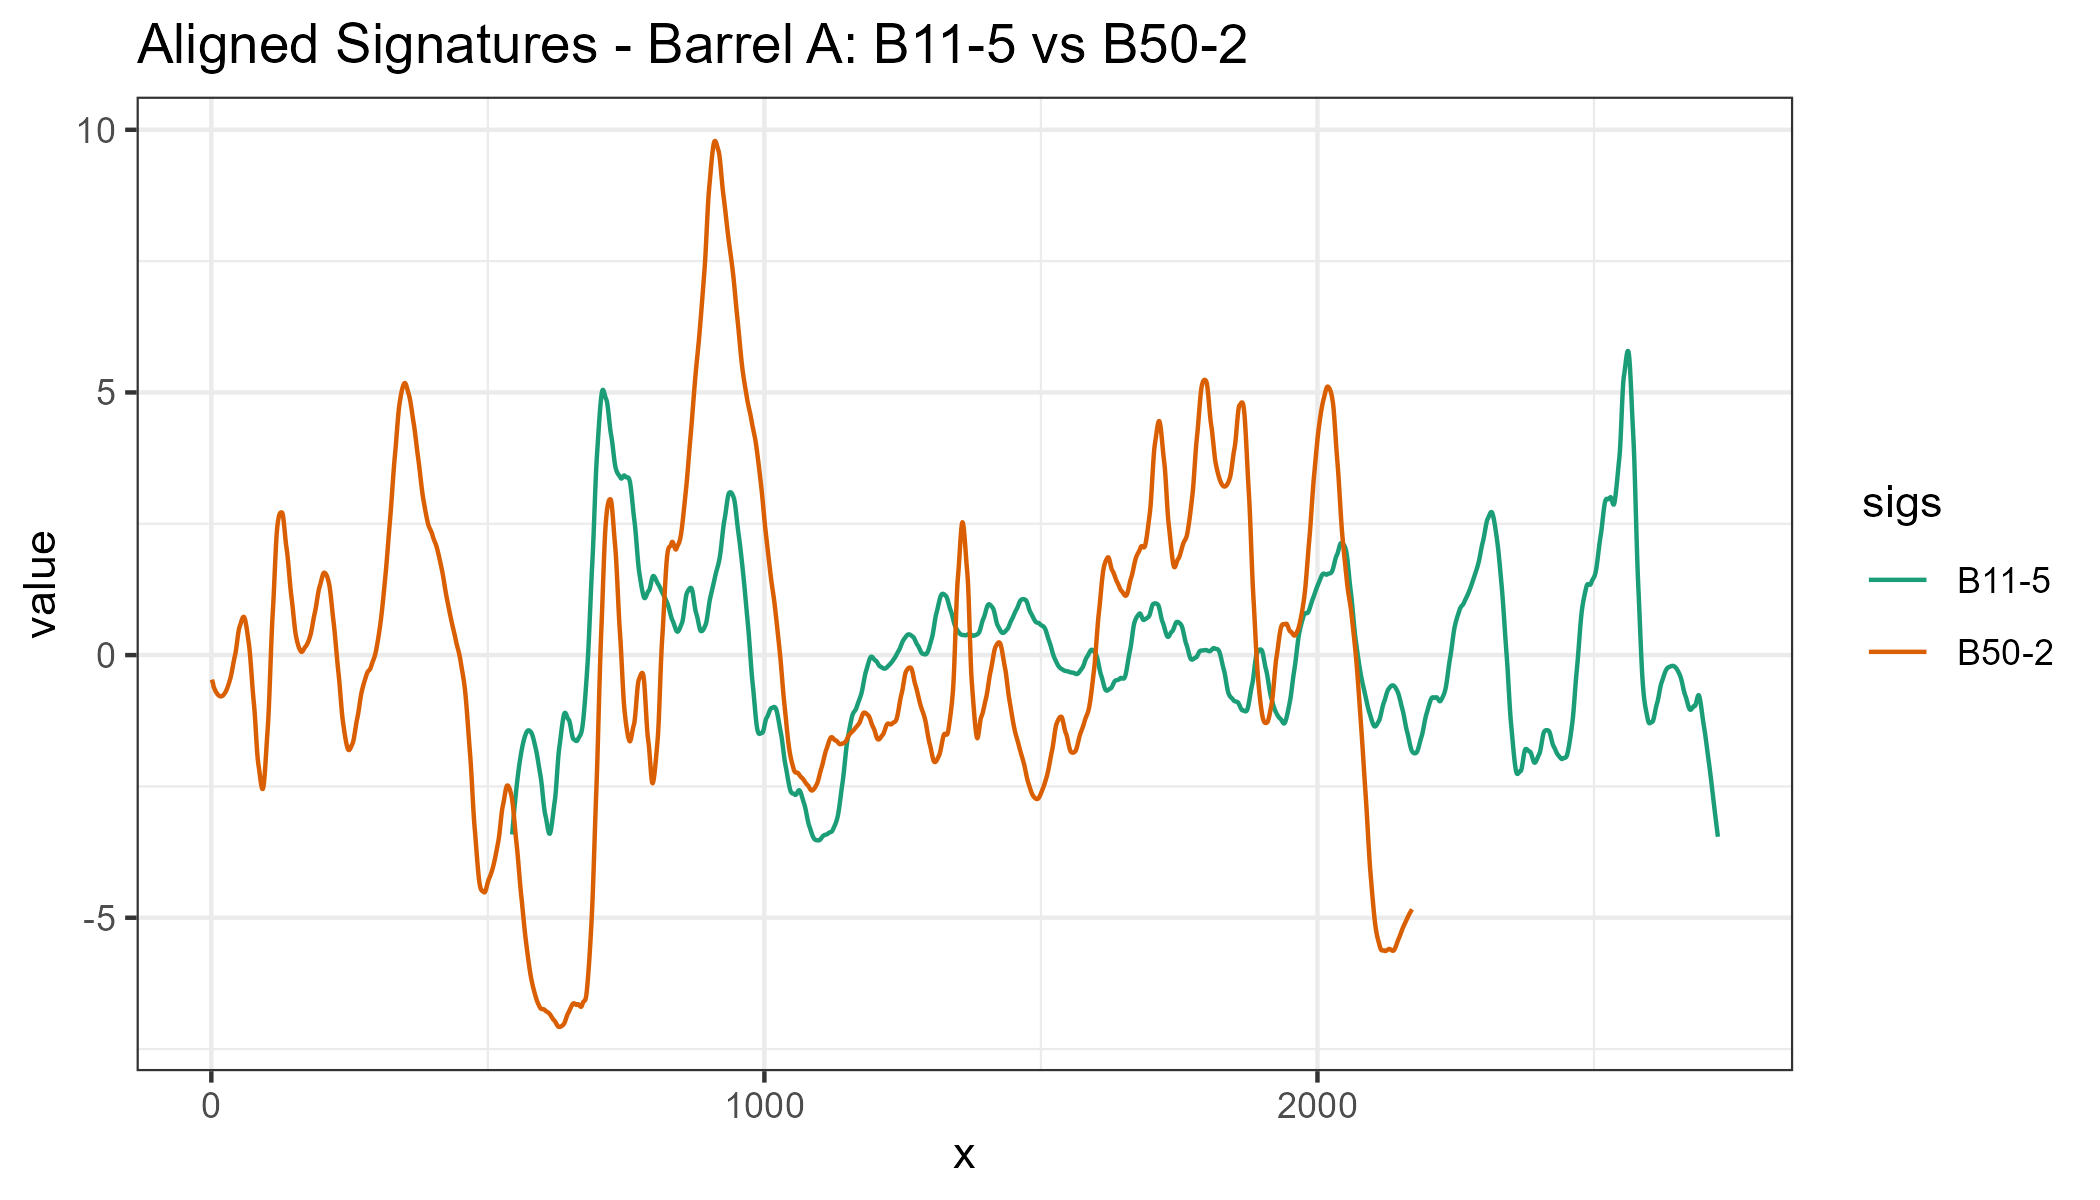 Aligned Signatures - Barrel A: B11-5 vs B50-2
10
5
0
-5
value
0 1000 2000
x
sigs
B11-5
B50-2